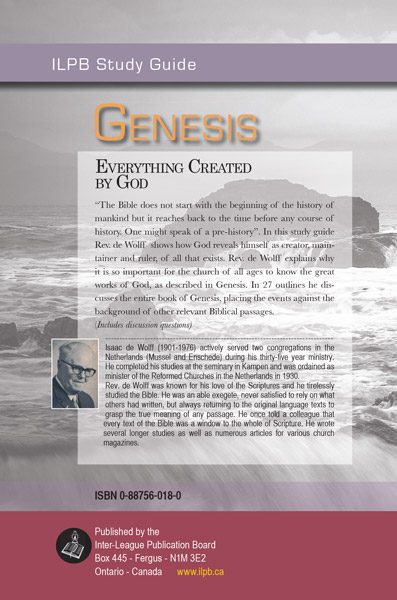 ILPB Study Guide
GENESIS
EVERYTHING CREATED
BY GOD
“The Bible does not start with the beginning of the history of
mankind but it reaches back to the time before any course of
history. One might speak of a pre-history”. In this study guide
Rev. de Wolff shows how God reveals himself as creator, main-
tainer and ruler, of all that exists. Rev. de Wolff explains why
it is so important for the church of all ages to know the great
works of God, as described in Genesis. In 27 outlines he dis-
cusses the entire book of Genesis, placing the events against the
background of other relevant Biblical passages.
(Includes discussion questions)
Isaac de Wolff (1901-1976) actively served two congregations in the
Netherlands (Mussel and Enschede) during his thirty-five year ministry.
He completed his studies at the seminary in Kampen and was ordained as
minister of the Reformed Churches in the Netherlands in 1930.
Rev. de Wolff was known for his love of the Scriptures and he tirelessly
studied the Bible. He was an able exegete, never satisfied to rely on what
others had written, but always returning to the original language texts to
grasp the true meaning of any passage. He once told a colleague that
every text of the Bible was a window to the whole of Scripture. He wrote
several longer studies as well as numerous articles for various church
magazines.
ISBN 0-88756-018-0
Published by the
Inter-League Publication Board
Box 445 - Fergus - N1M 3E2
Ontario - Canada www.ilpb.ca